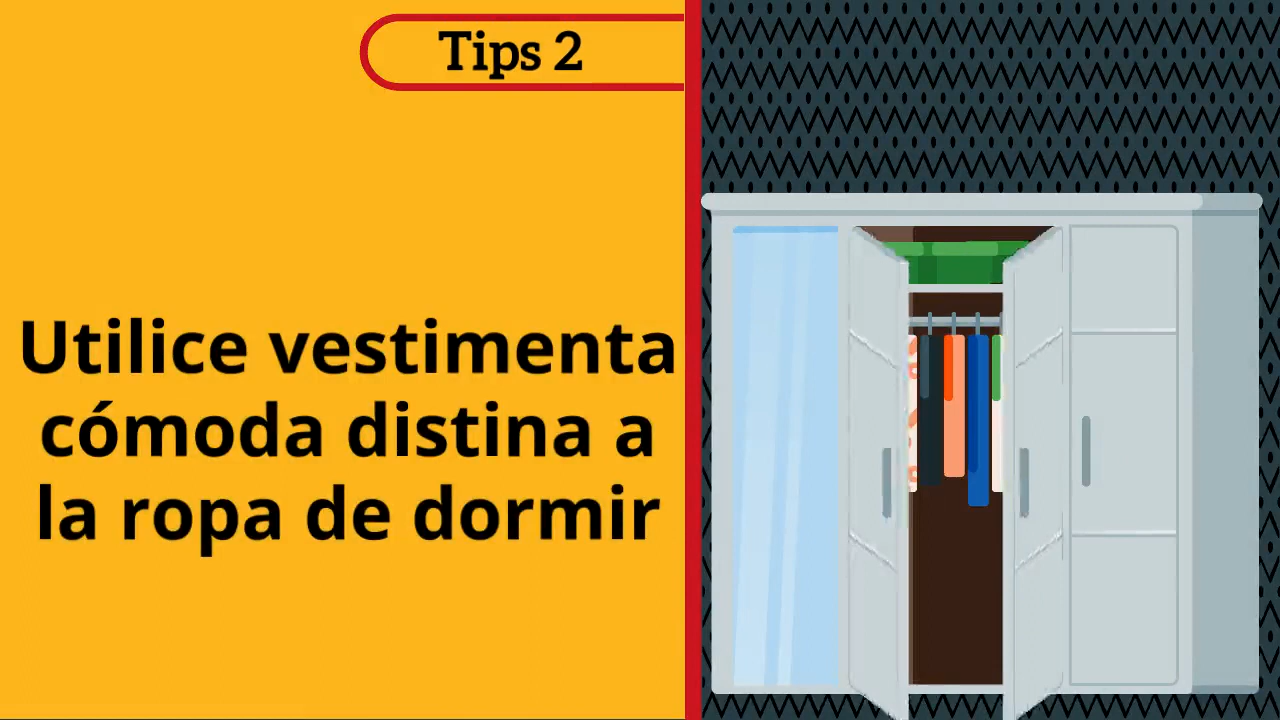 Tips 2
Utilice vestimenta
cómoda distina a
la ropa de dormir